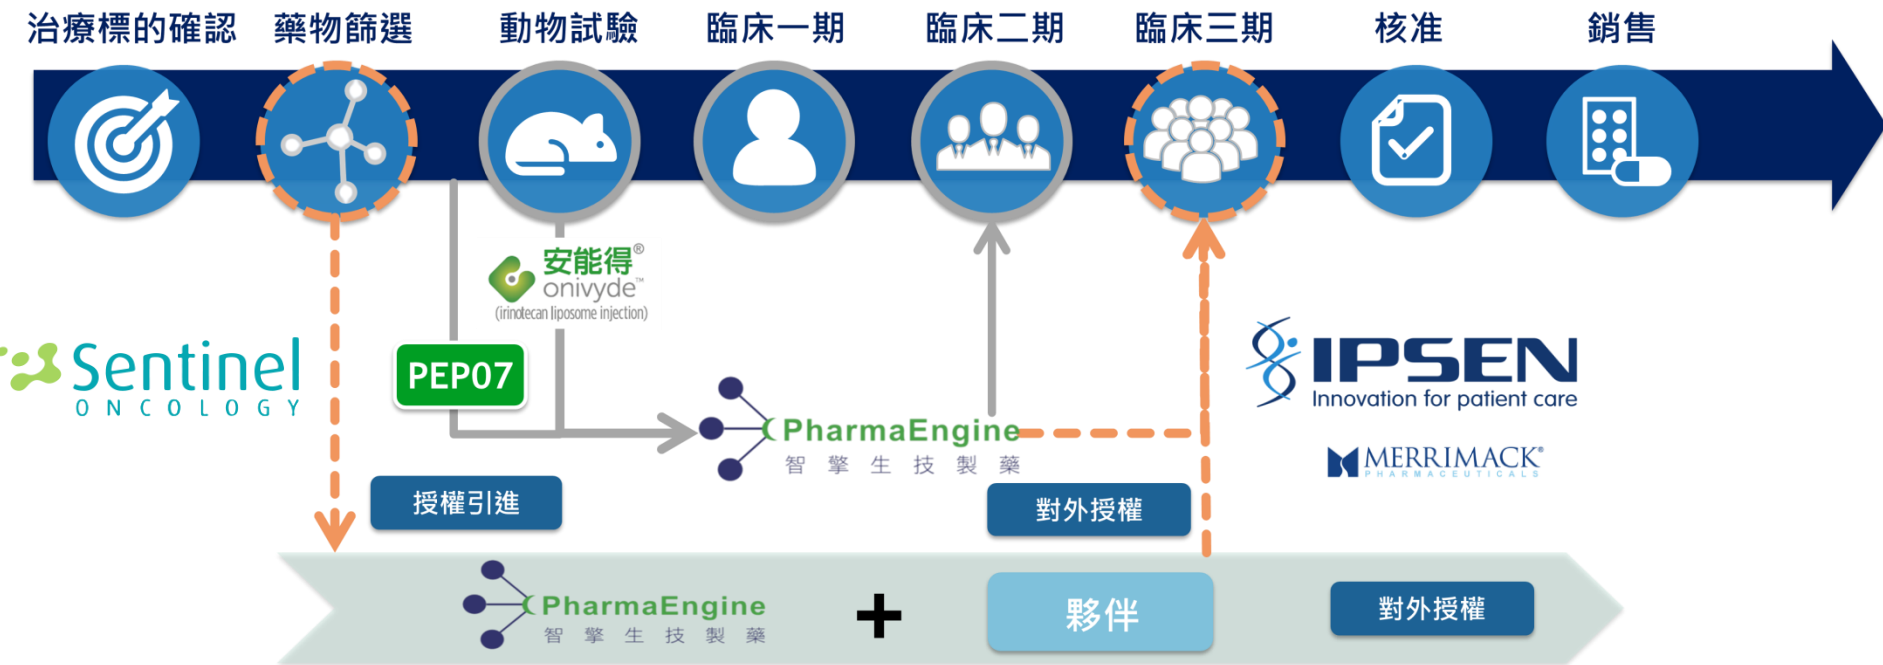 治療標的確認
藥物篩選
動物試驗
臨床一期
臨床二期
臨床三期
核准
銷售
安能得®
onivyde™
(irinotecan liposome injection)
Sentinel
ONCOLOGY
PEP07
PharmaEngine
智擎生技製藥
IPSEN
Innovation for patient care
MERRIMACK®
PHARMACEUTICALS
授權引進
對外授權
PharmaEngine
智擎生技製藥
+
夥伴
對外授權